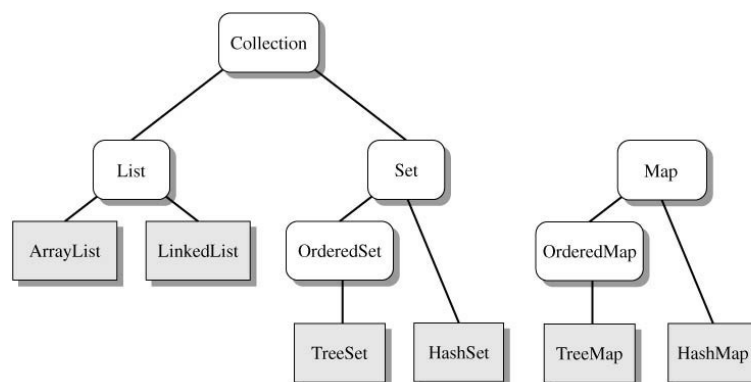 Collection
List
Set
Map
ArrayList
LinkedList
OrderedSet
OrderedMap
TreeSet
HashSet
TreeMap
HashMap